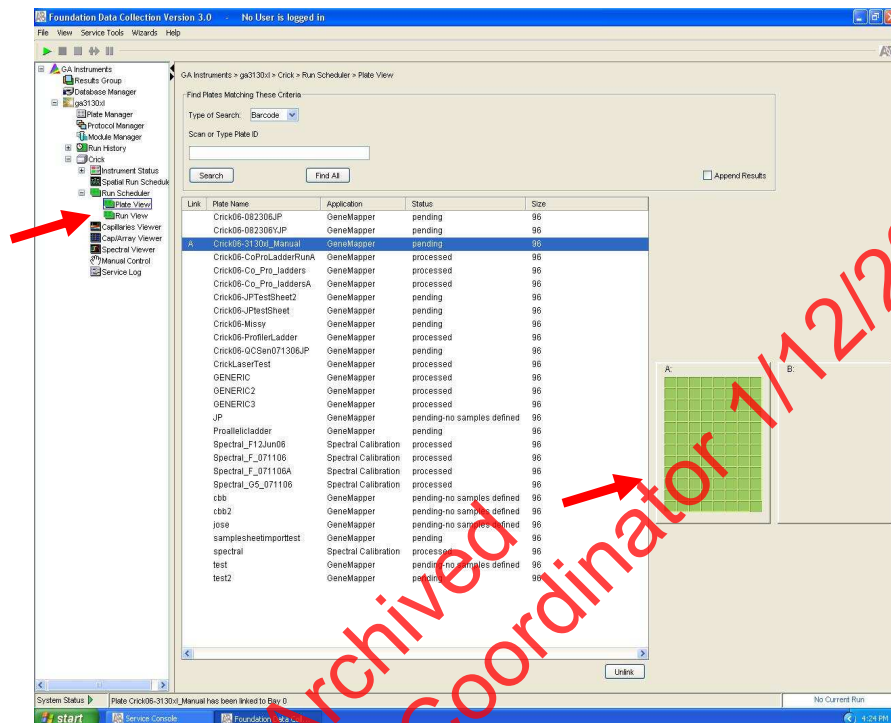 Foundation Data Collection Version 3.0 - No User is logged in
File View Service Tools Wizards Help
GA Instruments
Results Group
Database Manager
ga3130xl
Plate Manager
Protocol Manager
Module Manager
Run History
Crick
Instrument Status
Spatial Run Schedul
Run Scheduler
Plate View
Run View
Capillaries Viewer
Cap/Array Viewer
Spectral Viewer
Manual Control
Service Log
GA Instruments > ga3130xl > Crick > Run Scheduler > Plate View
Find Plates Matching These Criteria
Type of Search: Barcode
Scan or Type Plate ID
Search Find All Append Results
Link Plate Name Application Status Size
Crick06-082306JP GeneMapper pending 96
Crick06-082306YJP GeneMapper pending 96
A Crick06-3130xl_Manual GeneMapper pending 96
Crick06-CoProLadderRunA GeneMapper processed 96
Crick06-Co_Pro_ladders GeneMapper processed 96
Crick06-Co_Pro_laddersA GeneMapper processed 96
Crick06-JPTestSheet2 GeneMapper pending 96
Crick06-JPtestSheet GeneMapper processed 96
Crick06-Missy GeneMapper pending 96
Crick06-ProfilerLadder GeneMapper processed 96
Crick06-QCSen071306JP GeneMapper pending 96
CrickLaserTest GeneMapper processed 96
GENERIC GeneMapper processed 96
GENERIC2 GeneMapper processed 96
GENERIC3 GeneMapper processed 96
JP GeneMapper pending-no samples defined 96
Proallelicladder GeneMapper pending 96
Spectral_F12Jun06 Spectral Calibration processed 96
Spectral_F_071106 Spectral Calibration processed 96
Spectral_F_071106A Spectral Calibration processed 96
Spectral_G5_071106 Spectral Calibration processed 96
cbb GeneMapper pending-no samples defined 96
cbb2 GeneMapper pending-no samples defined 96
jose GeneMapper pending-no samples defined 96
samplesheetimporttest GeneMapper pending 96
spectral Spectral Calibration processed 96
test GeneMapper pending-no samples defined 96
test2 GeneMapper pending 96
A: B:
Unlink
System Status Plate Crick06-3130xl_Manual has been linked to Bay 0 No Current Run
start Service Console Foundation Data Coll 4:24 PM
Archived
Coordinator 1/12/2